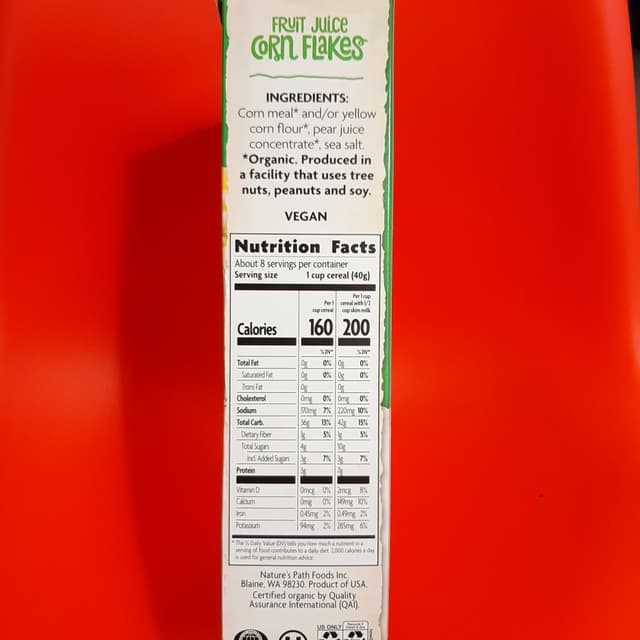 FRUIT JUICE
CORN FLAKES
INGREDIENTS:
Corn meal* and/or yellow
corn flour*, pear juice
concentrate*, sea salt.
*Organic. Produced in
a facility that uses tree
nuts, peanuts and soy.
VEGAN
Nutrition Facts
About 8 servings per container
Serving size 1 cup cereal (40g)
Per 1 cup cereal
Per 1 cup cereal with 1/2 cup skim milk
Calories 160 200
%DV* %DV*
Total Fat 0g 0% 0g 0%
Saturated Fat 0g 0% 0g 0%
Trans Fat 0g 0g
Cholesterol 0mg 0% 0mg 0%
Sodium 170mg 7% 220mg 10%
Total Carb. 36g 13% 42g 15%
Dietary Fiber 1g 5% 1g 5%
Total Sugars 4g 10g
Incl. Added Sugars 3g 7% 3g 7%
Protein 3g 7g
Vitamin D 0mcg 0% 2mcg 8%
Calcium 0mg 0% 149mg 10%
Iron 0.45mg 2% 0.49mg 2%
Potassium 94mg 2% 285mg 6%
*The % Daily Value (DV) tells you how much a nutrient in a
serving of food contributes to a daily diet. 2,000 calories a day
is used for general nutrition advice.
Nature's Path Foods Inc.
Blaine, WA 98230. Product of USA.
Certified organic by Quality
Assurance International (QAI).
US ONLY